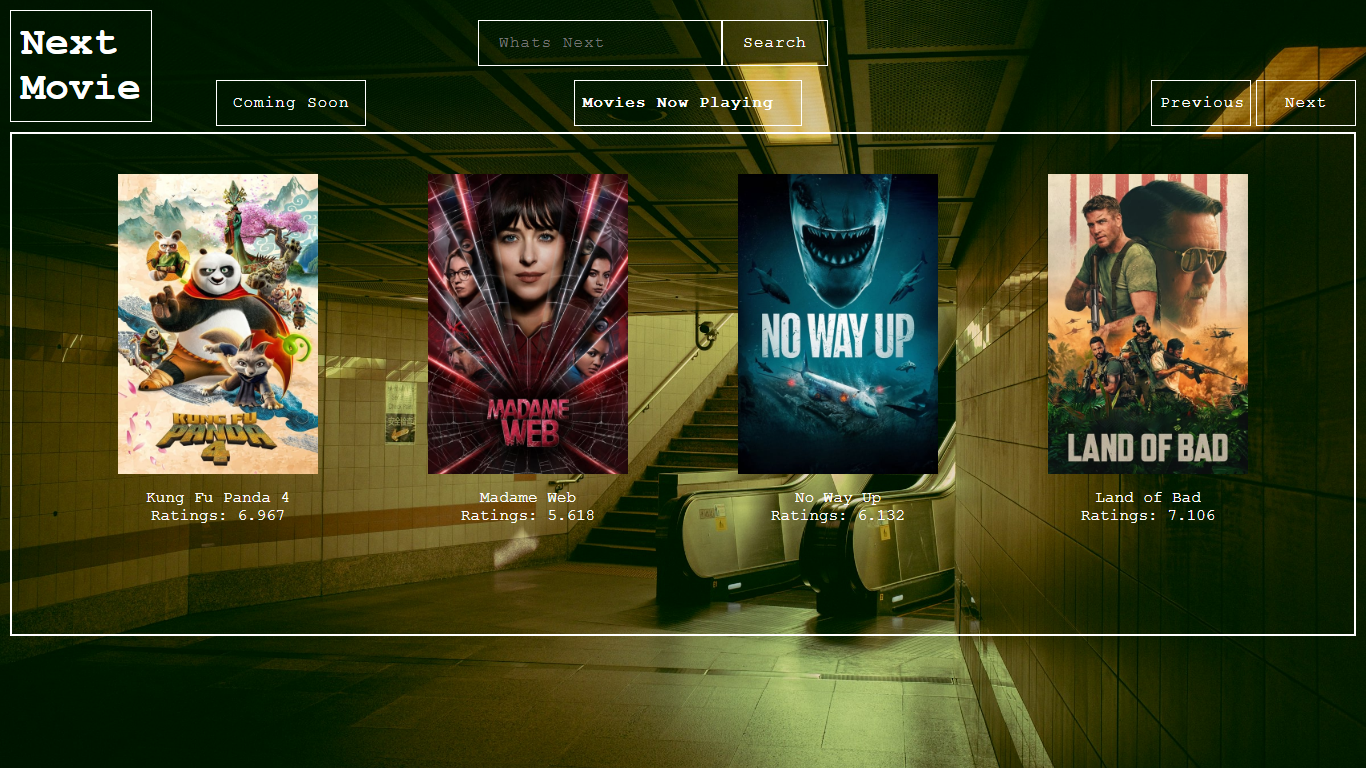 Next
Movie
Whats Next
Search
Coming Soon
Movies Now Playing
Previous
Next
KUNG FU
PANDA
4
MADAME
WEB
NO WAY UP
LAND OF BAD
Kung Fu Panda 4
Ratings: 6.967
Madame Web
Ratings: 5.618
No Way Up
Ratings: 6.132
Land of Bad
Ratings: 7.106